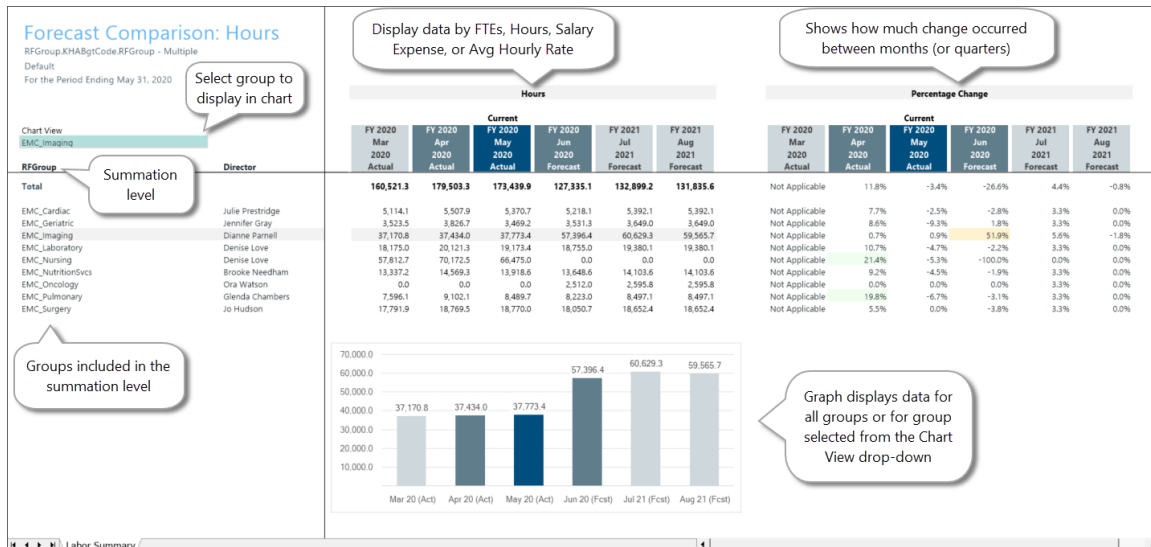 Forecast Comparison: Hours
RFGroup.KHABgtCode.RFGroup - Multiple
Default
For the Period Ending May 31, 2020
Select group to
display in chart
Display data by FTEs, Hours, Salary
Expense, or Avg Hourly Rate
Shows how much change occurred
between months (or quarters)
Hours
Percentage Change
Current
Current
Chart View
EMC_Imaging
FY 2020 FY 2020 FY 2020 FY 2020 FY 2021 FY 2021 FY 2020 FY 2020 FY 2020 FY 2020 FY 2021 FY 2021
Mar Apr May Jun Jul Aug Mar Apr May Jun Jul Aug
2020 2020 2020 2020 2021 2021 2020 2020 2020 2020 2021 2021
RFGroup Director Actual Actual Actual Forecast Forecast Forecast Actual Actual Actual Forecast Forecast Forecast
Summation
level
Total 160,521.3 179,503.3 173,439.9 127,335.1 132,899.2 131,835.6 Not Applicable 11.8% -3.4% -26.6% 4.4% -0.8%
EMC_Cardiac Julie Prestridge 5,114.1 5,507.9 5,370.7 5,218.1 5,392.1 5,392.1 Not Applicable 7.7% -2.5% -2.8% 3.3% 0.0%
EMC_Geriatric Jennifer Gray 3,523.5 3,826.7 3,469.2 3,531.3 3,649.0 3,649.0 Not Applicable 8.6% -9.3% 1.8% 3.3% 0.0%
EMC_Imaging Dianne Parnell 37,170.8 37,434.0 37,773.4 57,396.4 60,629.3 59,565.7 Not Applicable 0.7% 0.9% 51.9% 5.6% -1.8%
EMC_Laboratory Denise Love 18,175.0 20,121.3 19,173.4 18,755.0 19,380.1 19,380.1 Not Applicable 10.7% -4.7% -2.2% 3.3% 0.0%
EMC_Nursing Denise Love 57,812.7 70,172.5 66,475.0 0.0 0.0 0.0 Not Applicable 21.4% -5.3% -100.0% 0.0% 0.0%
EMC_NutritionSvcs Brooke Needham 13,337.2 14,569.3 13,918.6 13,648.6 14,103.6 14,103.6 Not Applicable 9.2% -4.5% -1.9% 3.3% 0.0%
EMC_Oncology Ora Watson 0.0 0.0 0.0 2,512.0 2,595.8 2,595.8 Not Applicable 0.0% 0.0% 0.0% 3.3% 0.0%
EMC_Pulmonary Glenda Chambers 7,596.1 9,102.1 8,489.7 8,223.0 8,497.1 8,497.1 Not Applicable 19.8% -6.7% -3.1% 3.3% 0.0%
EMC_Surgery Jo Hudson 17,791.9 18,769.5 18,770.0 18,050.7 18,652.4 18,652.4 Not Applicable 5.5% 0.0% -3.8% 3.3% 0.0%
Groups included in the
summation level
70,000.0
60,000.0
50,000.0
40,000.0
30,000.0
20,000.0
10,000.0
37,170.8 37,434.0 37,773.4 57,396.4 60,629.3 59,565.7
Mar 20 (Act) Apr 20 (Act) May 20 (Act) Jun 20 (Fcst) Jul 21 (Fcst) Aug 21 (Fcst)
Graph displays data for
all groups or for group
selected from the Chart
View drop-down
Labor Summary